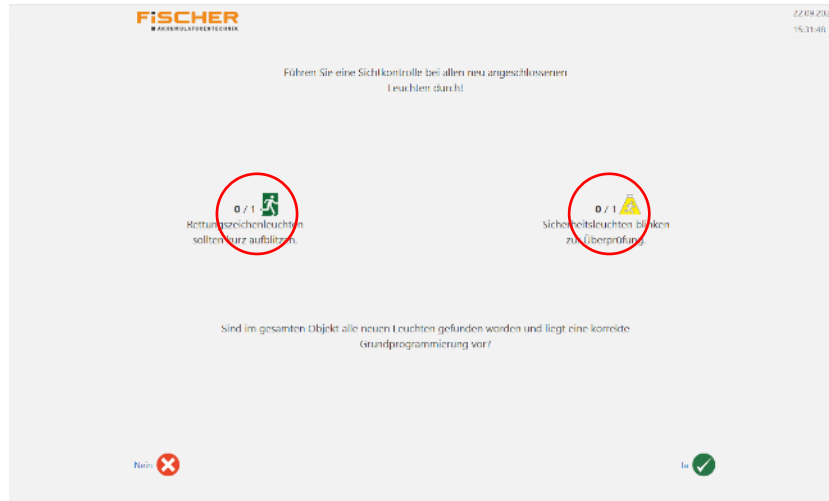 FiSCHER
AKKUMULATORENTECHNIK
22.09.202
15:31:48
Führen Sie eine Sichtkontrolle bei allen neu angeschlossenen
Leuchten durch!
0 / 1
0 / 1
Rettungszeichenleuchten
sollten kurz aufblitzen.
Sicherheitsleuchten blinken
zur Überprüfung.
Sind im gesamten Objekt alle neuen Leuchten gefunden worden und liegt eine korrekte
Grundprogrammierung vor?
Nein
Ja